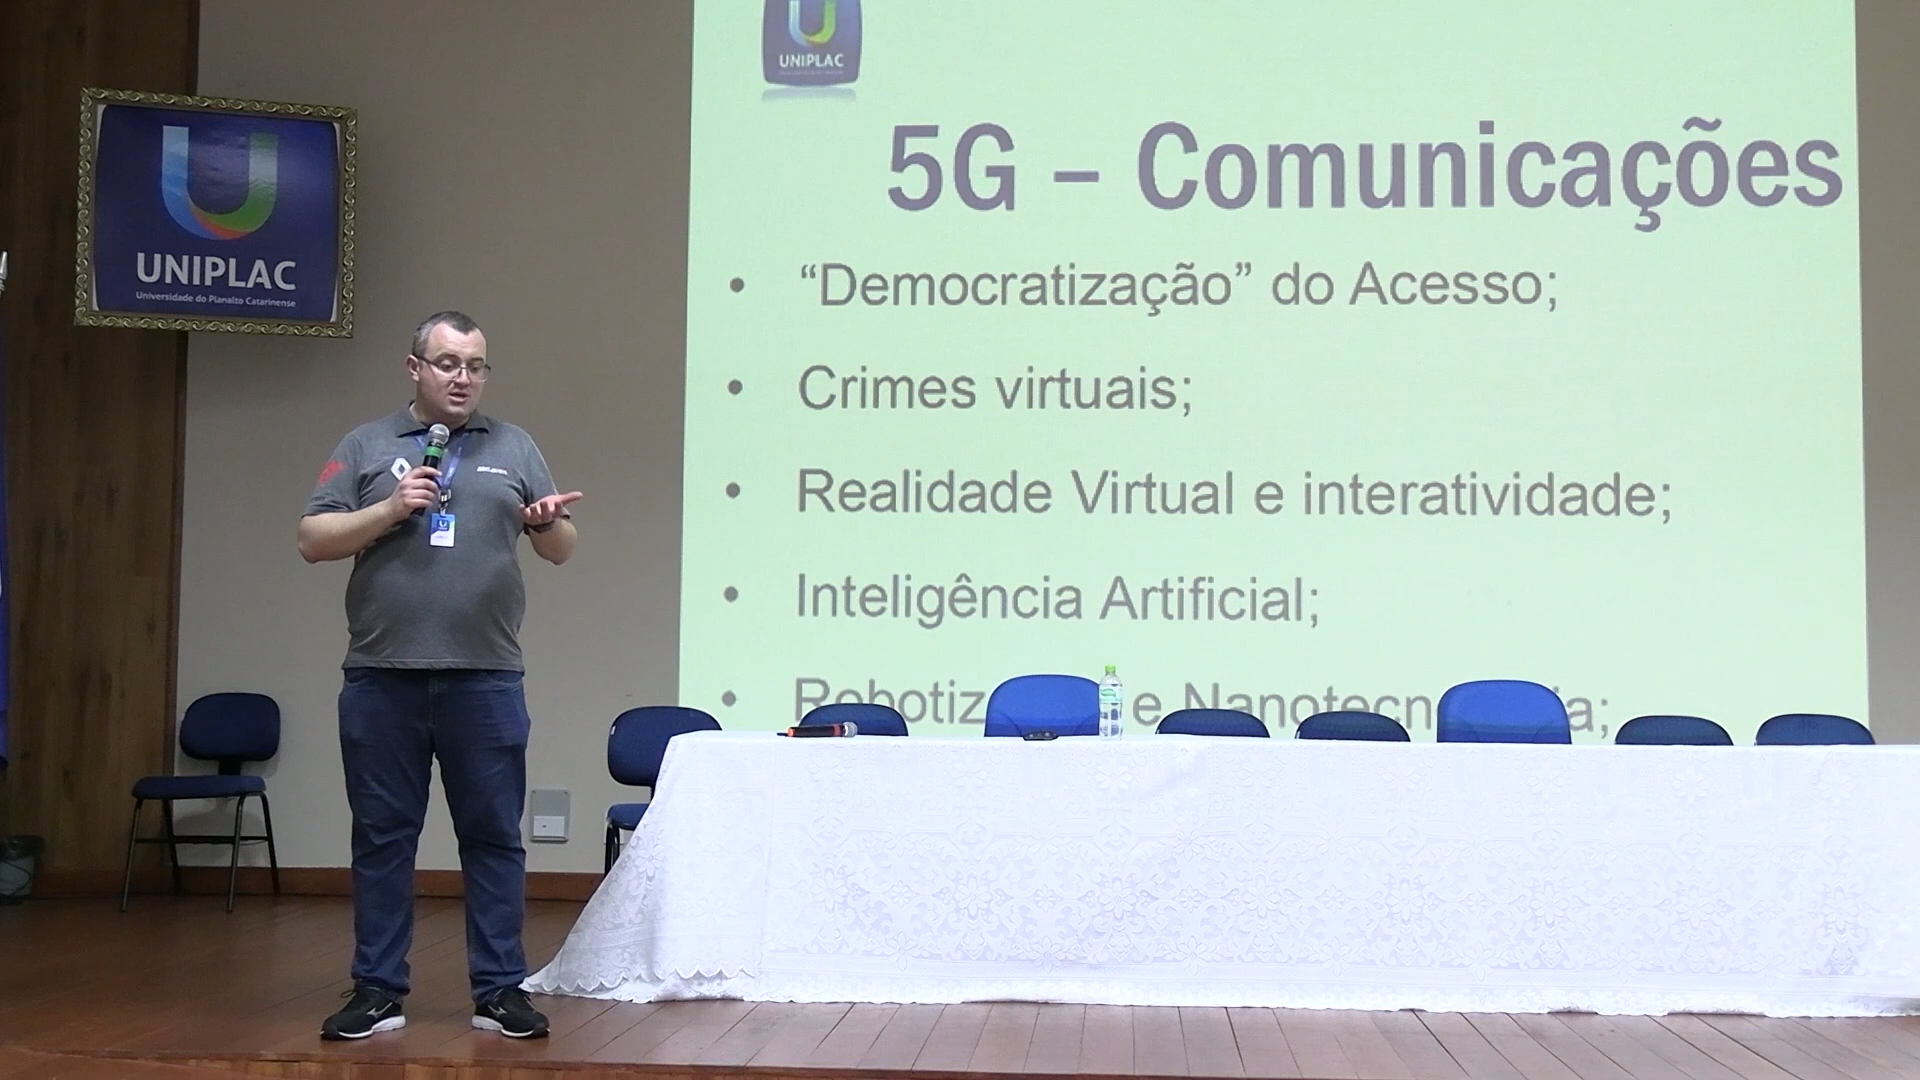 UNIPLAC
5G – Comunicações
UNIPLAC
Universidade do Planalto Catarinense
• “Democratização” do Acesso;
• Crimes virtuais;
• Realidade Virtual e interatividade;
• Inteligência Artificial;
• e